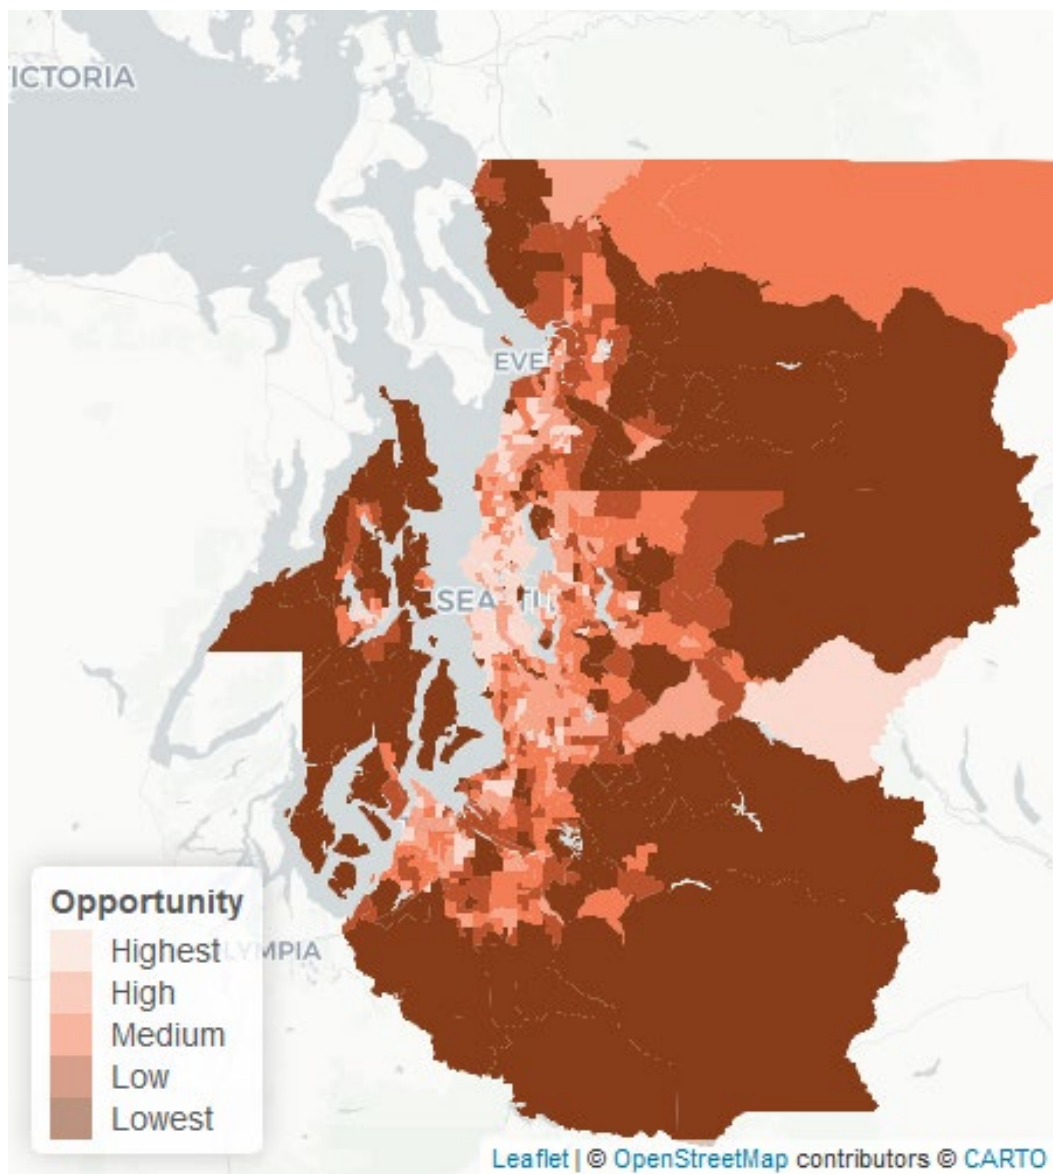 ICTORIA
EVE
SEA
Opportunity
Highest
High
Medium
Low
Lowest
LYMPIA
Leaflet | © OpenStreetMap contributors © CARTO